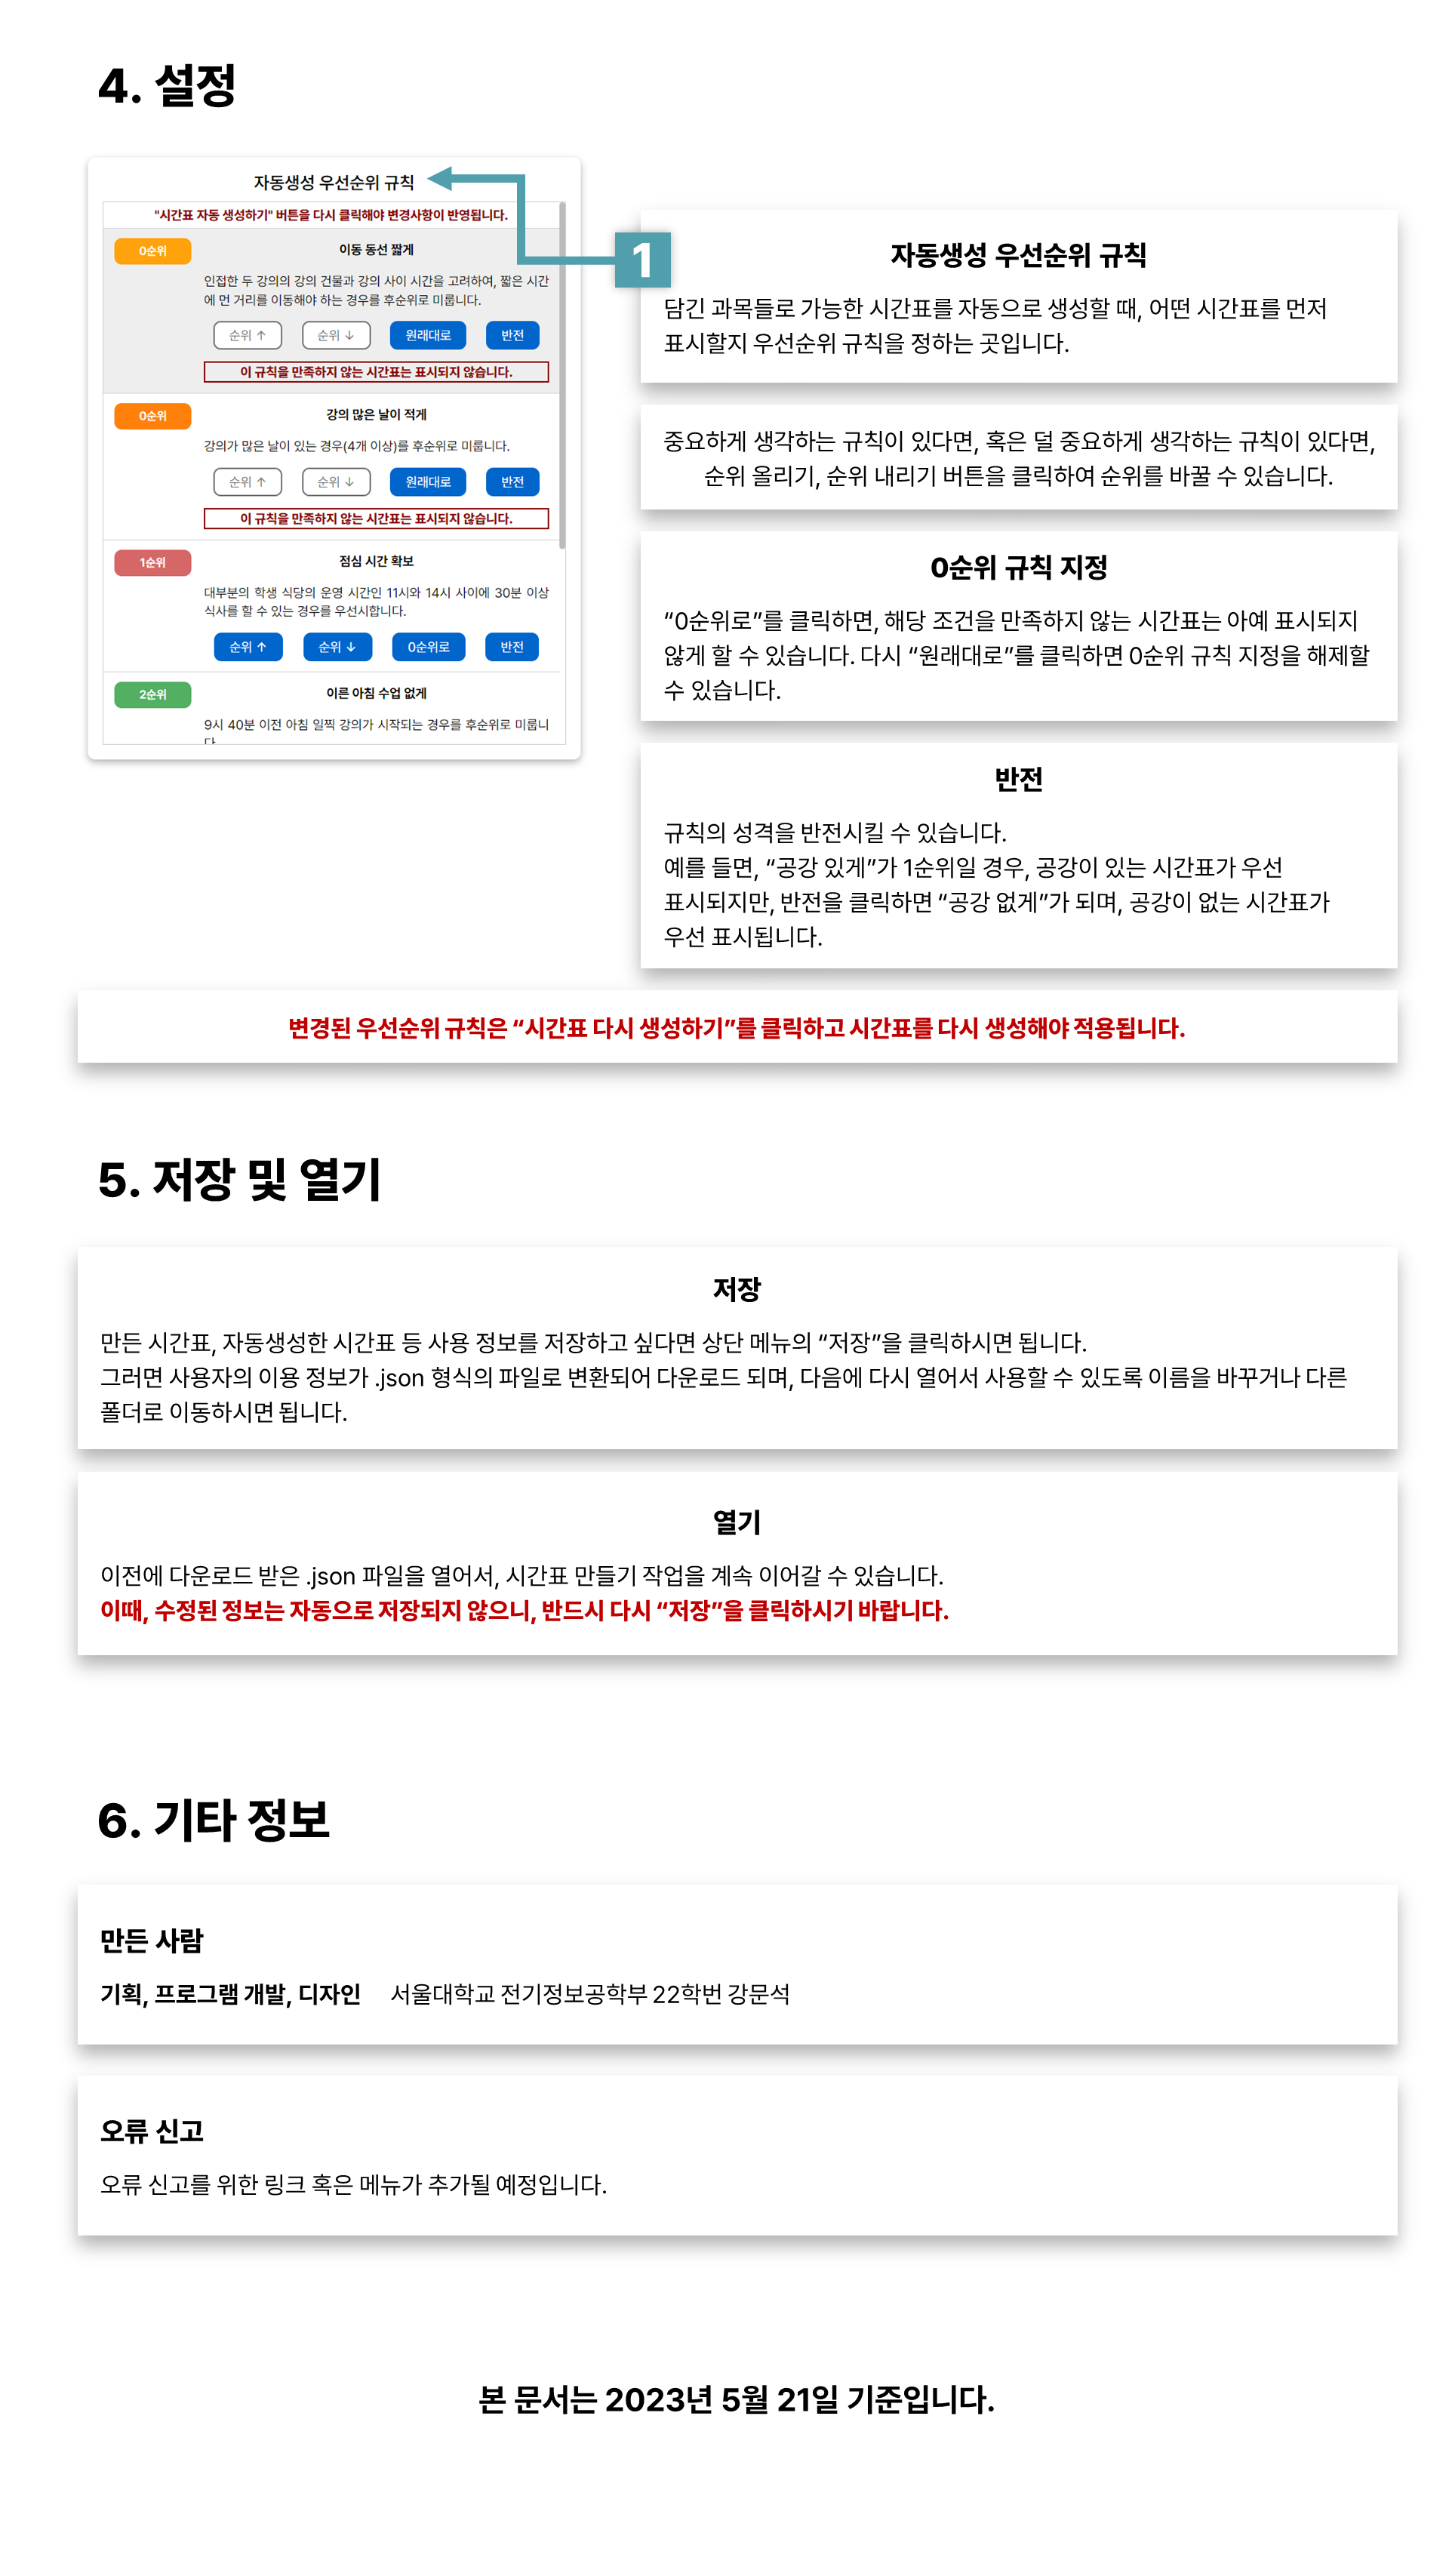 4. 설정
자동생성 우선순위 규칙
"시간표 자동 생성하기" 버튼을 다시 클릭해야 변경사항이 반영됩니다.
0순위
이동 동선 짧게
인접한 두 강의의 강의 건물과 강의 사이 시간을 고려하여, 짧은 시간
에 먼 거리를 이동해야 하는 경우를 후순위로 미룹니다.
순위 ↑ 순위 ↓ 원래대로 반전
이 규칙을 만족하지 않는 시간표는 표시되지 않습니다.
0순위
강의 많은 날이 적게
강의가 많은 날이 있는 경우(4개 이상)를 후순위로 미룹니다.
순위 ↑ 순위 ↓ 원래대로 반전
이 규칙을 만족하지 않는 시간표는 표시되지 않습니다.
1순위
점심 시간 확보
대부분의 학생 식당의 운영 시간인 11시와 14시 사이에 30분 이상
식사를 할 수 있는 경우를 우선시합니다.
순위 ↑ 순위 ↓ 0순위로 반전
2순위
이른 아침 수업 없게
9시 40분 이전 아침 일찍 강의가 시작되는 경우를 후순위로 미룹니
다
1
자동생성 우선순위 규칙
담긴 과목들로 가능한 시간표를 자동으로 생성할 때, 어떤 시간표를 먼저
표시할지 우선순위 규칙을 정하는 곳입니다.
중요하게 생각하는 규칙이 있다면, 혹은 덜 중요하게 생각하는 규칙이 있다면,
순위 올리기, 순위 내리기 버튼을 클릭하여 순위를 바꿀 수 있습니다.
0순위 규칙 지정
“0순위로”를 클릭하면, 해당 조건을 만족하지 않는 시간표는 아예 표시되지
않게 할 수 있습니다. 다시 “원래대로”를 클릭하면 0순위 규칙 지정을 해제할
수 있습니다.
반전
규칙의 성격을 반전시킬 수 있습니다.
예를 들면, “공강 있게”가 1순위일 경우, 공강이 있는 시간표가 우선
표시되지만, 반전을 클릭하면 “공강 없게”가 되며, 공강이 없는 시간표가
우선 표시됩니다.
변경된 우선순위 규칙은 “시간표 다시 생성하기”를 클릭하고 시간표를 다시 생성해야 적용됩니다.
5. 저장 및 열기
저장
만든 시간표, 자동생성한 시간표 등 사용 정보를 저장하고 싶다면 상단 메뉴의 “저장”을 클릭하시면 됩니다.
그러면 사용자의 이용 정보가 .json 형식의 파일로 변환되어 다운로드 되며, 다음에 다시 열어서 사용할 수 있도록 이름을 바꾸거나 다른
폴더로 이동하시면 됩니다.
열기
이전에 다운로드 받은 .json 파일을 열어서, 시간표 만들기 작업을 계속 이어갈 수 있습니다.
이때, 수정된 정보는 자동으로 저장되지 않으니, 반드시 다시 “저장”을 클릭하시기 바랍니다.
6. 기타 정보
만든 사람
기획, 프로그램 개발, 디자인 서울대학교 전기정보공학부 22학번 강문석
오류 신고
오류 신고를 위한 링크 혹은 메뉴가 추가될 예정입니다.
본 문서는 2023년 5월 21일 기준입니다.